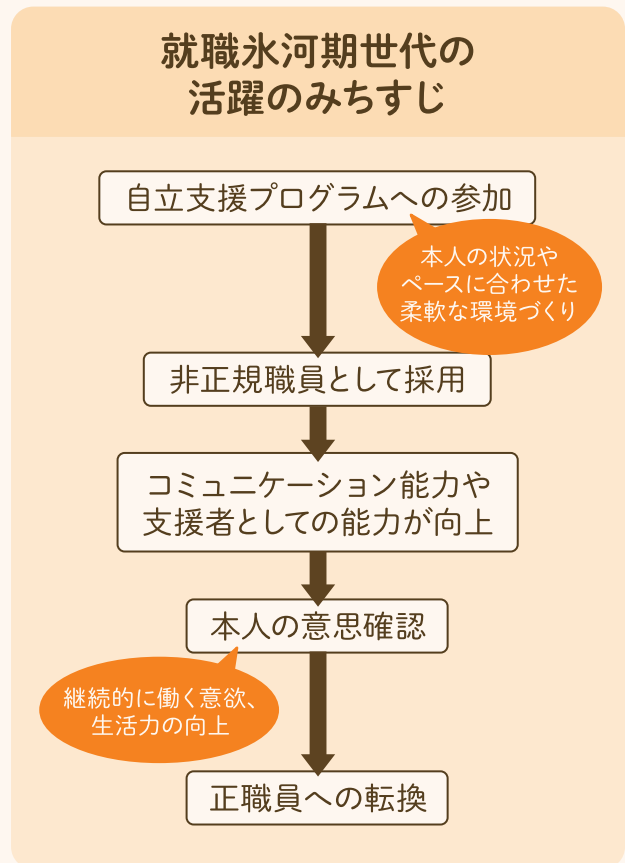 就職氷河期世代の
活躍のみちすじ
自立支援プログラムへの参加
本人の状況や
ペースに合わせた
柔軟な環境づくり
非正規職員として採用
コミュニケーション能力や
支援者としての能力が向上
本人の意思確認
継続的に働く意欲、
生活力の向上
正職員への転換